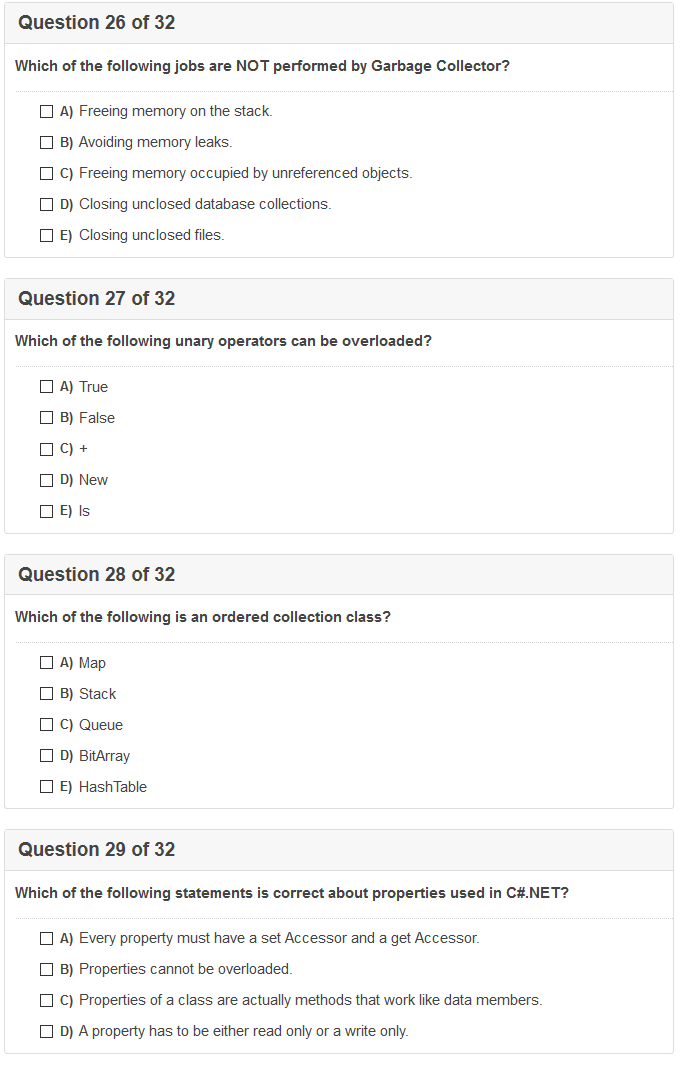 Question 26 of 32
Which of the following jobs are NOT performed by Garbage Collector?
A) Freeing memory on the stack.
B) Avoiding memory leaks.
C) Freeing memory occupied by unreferenced objects.
D) Closing unclosed database collections.
E) Closing unclosed files.
Question 27 of 32
Which of the following unary operators can be overloaded?
A) True
B) False
C) +
D) New
E) Is
Question 28 of 32
Which of the following is an ordered collection class?
A) Map
B) Stack
C) Queue
D) BitArray
E) HashTable
Question 29 of 32
Which of the following statements is correct about properties used in C#.NET?
A) Every property must have a set Accessor and a get Accessor.
B) Properties cannot be overloaded.
C) Properties of a class are actually methods that work like data members.
D) A property has to be either read only or a write only.